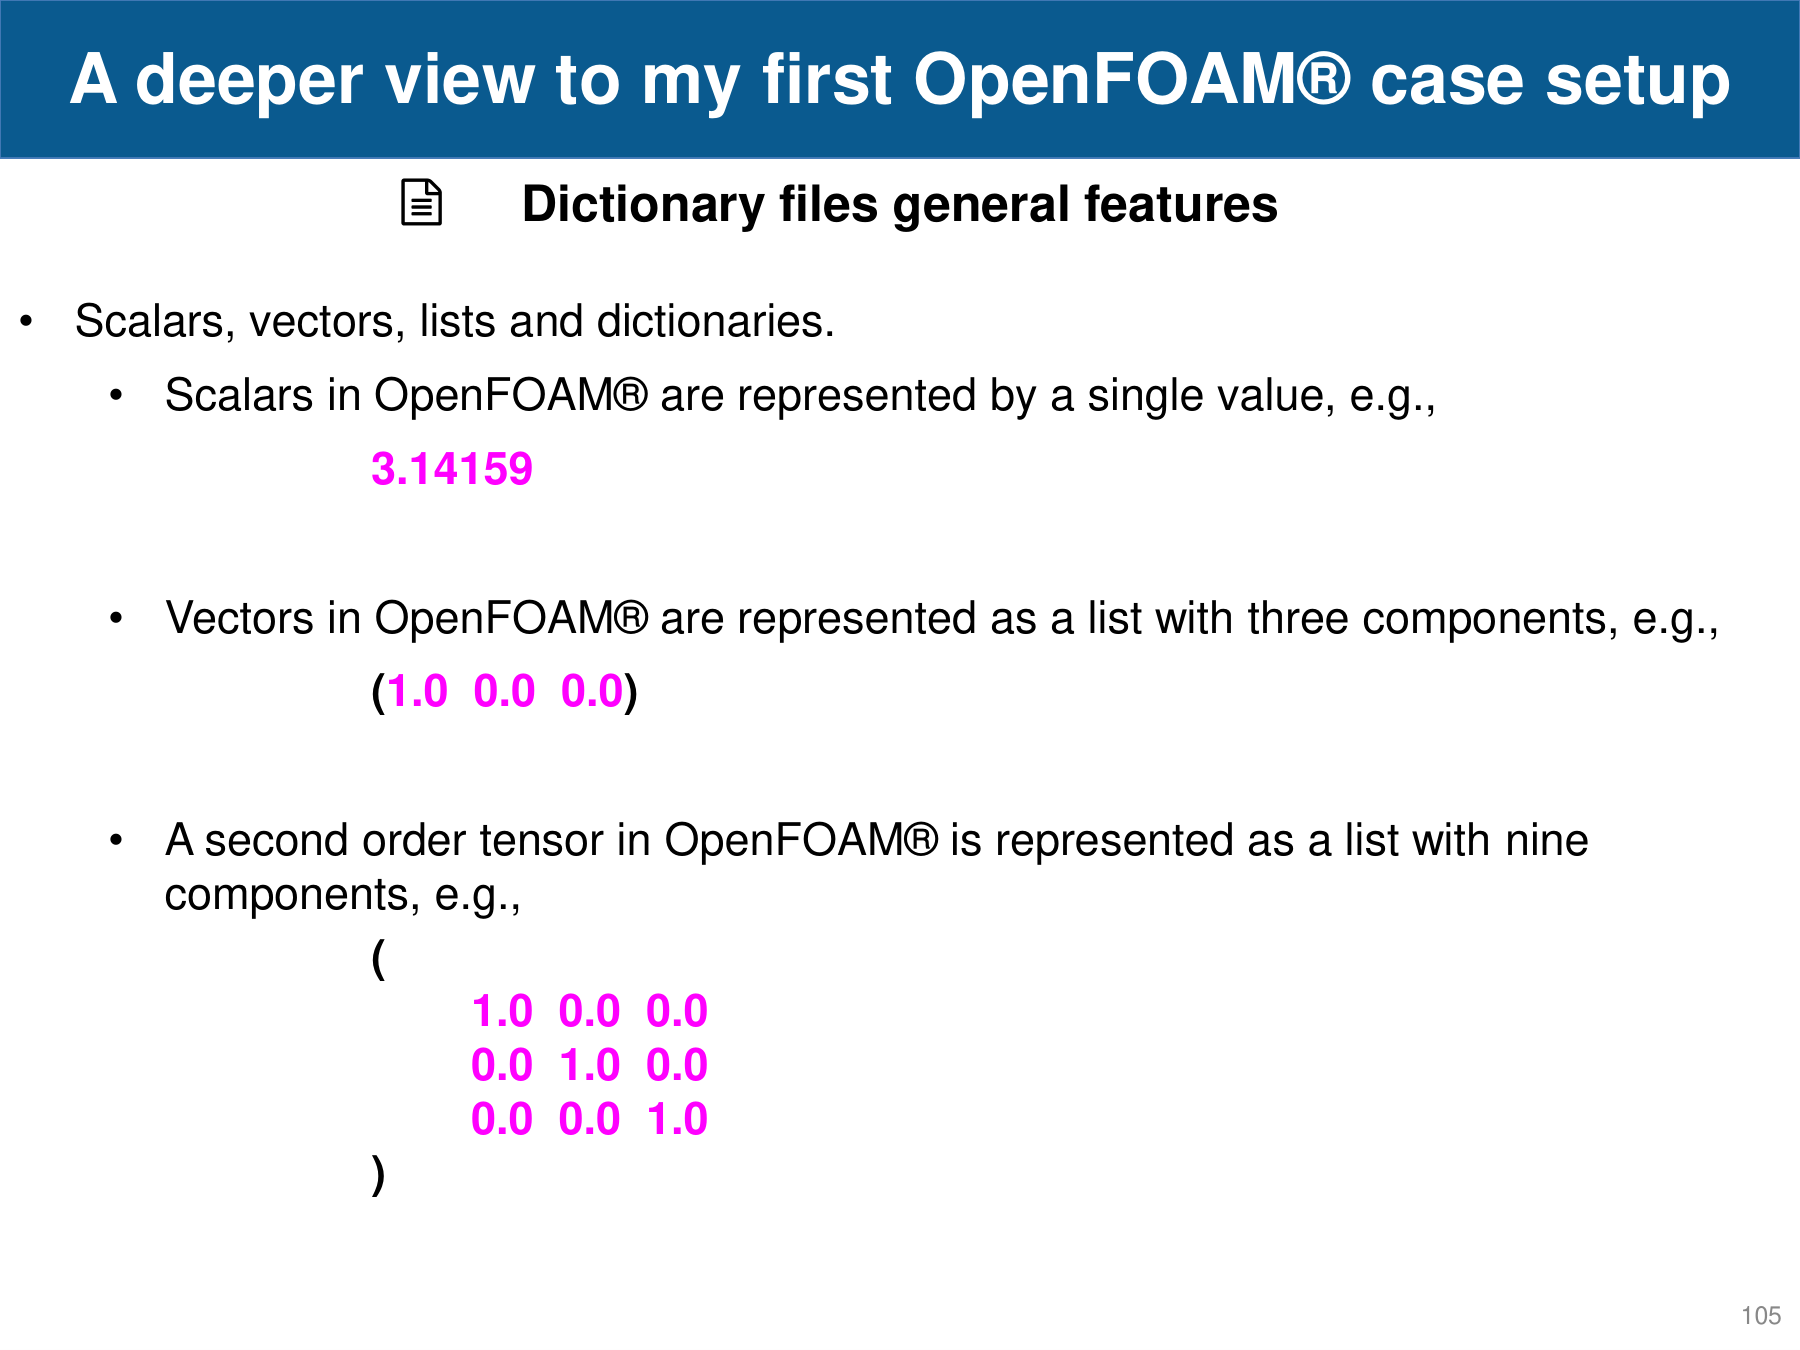 A deeper view to my first OpenFOAM® case setup
Dictionary files general features
• Scalars, vectors, lists and dictionaries.
• Scalars in OpenFOAM® are represented by a single value, e.g.,
3.14159
• Vectors in OpenFOAM® are represented as a list with three components, e.g.,
(1.0 0.0 0.0)
• A second order tensor in OpenFOAM® is represented as a list with nine
components, e.g.,
(
1.0 0.0 0.0
0.0 1.0 0.0
0.0 0.0 1.0
)
105